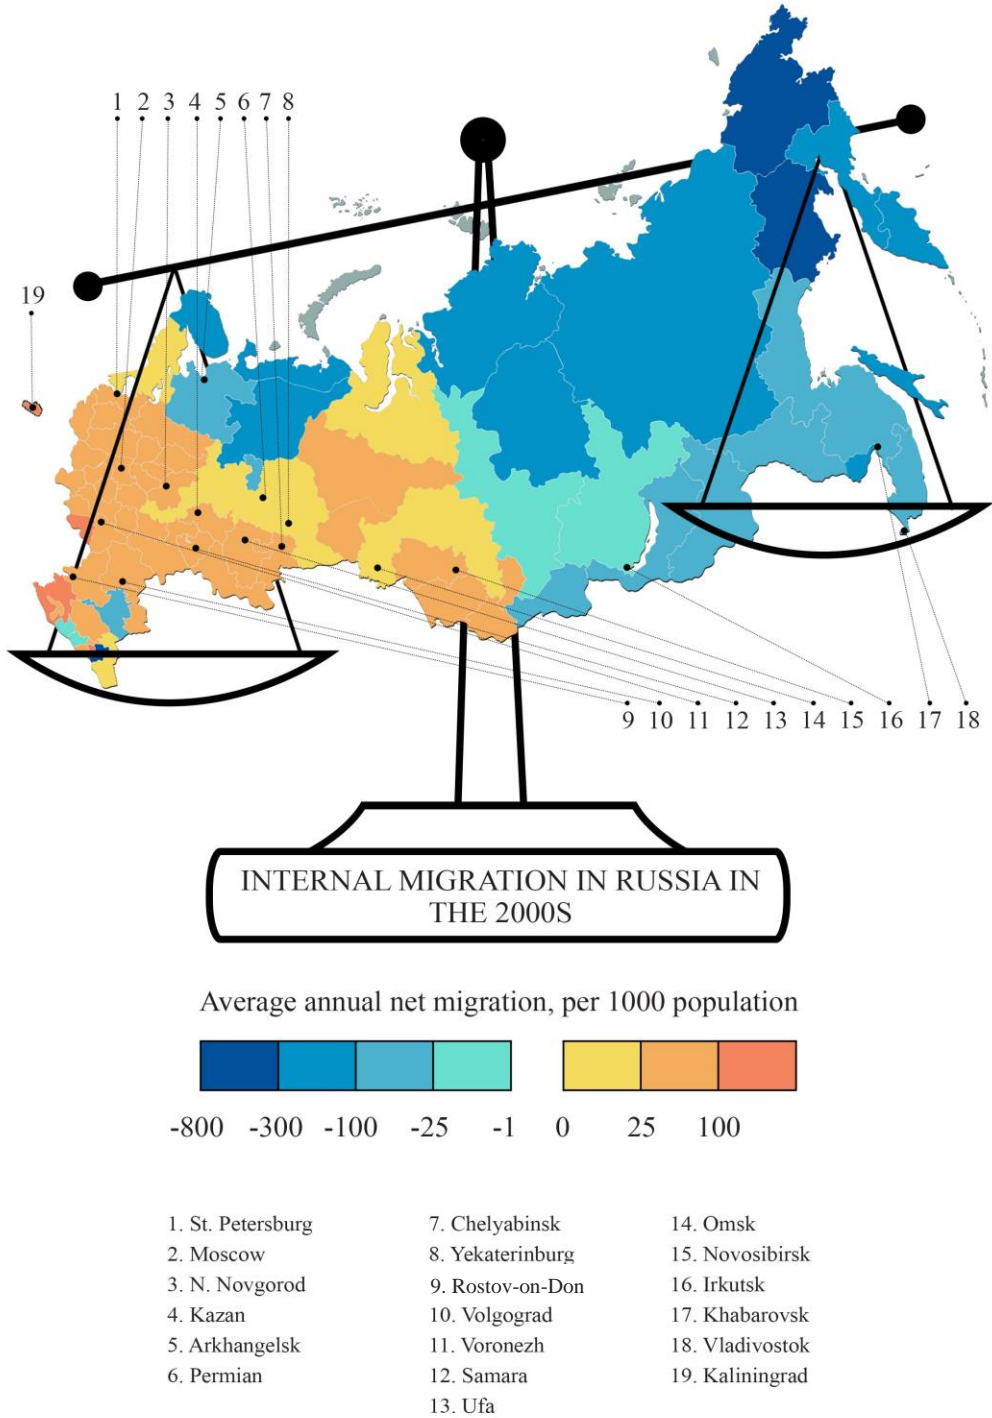 1 2 3 4 5 6 7 8
19
9 10 11 12 13 14 15 16 17 18
INTERNAL MIGRATION IN RUSSIA IN
THE 2000S
Average annual net migration, per 1000 population
-800 -300 -100 -25 -1 0 25 100
1. St. Petersburg
2. Moscow
3. N. Novgorod
4. Kazan
5. Arkhangelsk
6. Permian
7. Chelyabinsk
8. Yekaterinburg
9. Rostov-on-Don
10. Volgograd
11. Voronezh
12. Samara
13. Ufa
14. Omsk
15. Novosibirsk
16. Irkutsk
17. Khabarovsk
18. Vladivostok
19. Kaliningrad